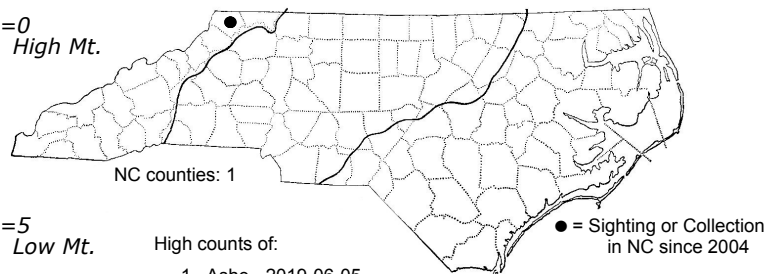 =0
High Mt.
NC counties: 1
=5
Low Mt.
High counts of:
● = Sighting or Collection
in NC since 2004
1 - Ashe - 2019-06-05